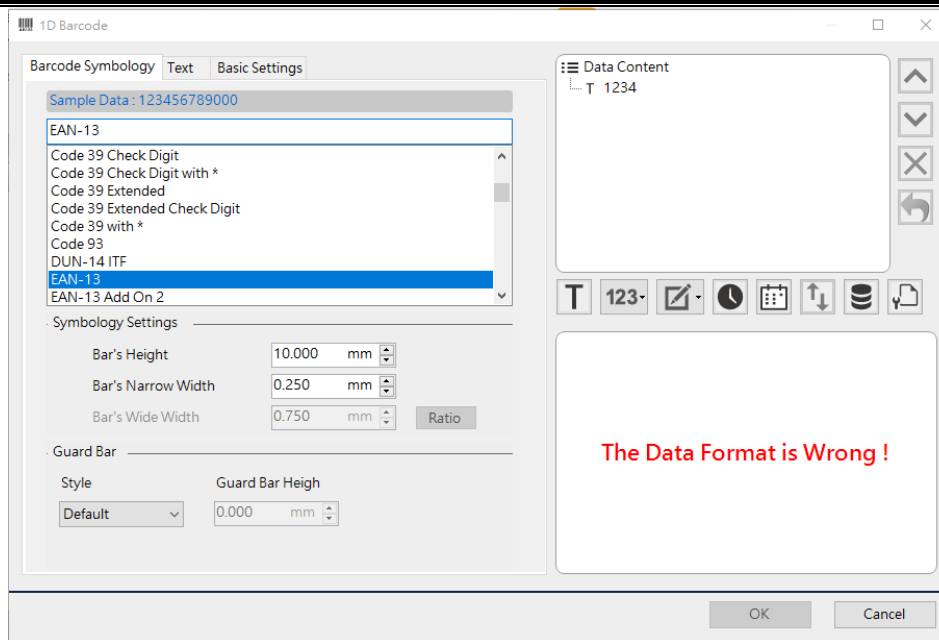 1D Barcode
Barcode Symbology Text Basic Settings
Sample Data : 123456789000
EAN-13
Code 39 Check Digit
Code 39 Check Digit with *
Code 39 Extended
Code 39 Extended Check Digit
Code 39 with *
Code 93
DUN-14 ITF
EAN-13
EAN-13 Add On 2
Symbology Settings
Bar's Height 10.000 mm
Bar's Narrow Width 0.250 mm
Bar's Wide Width 0.750 mm Ratio
Guard Bar
Style Guard Bar Heigh
Default 0.000 mm
Data Content
T 1234
T 123
The Data Format is Wrong !
OK Cancel